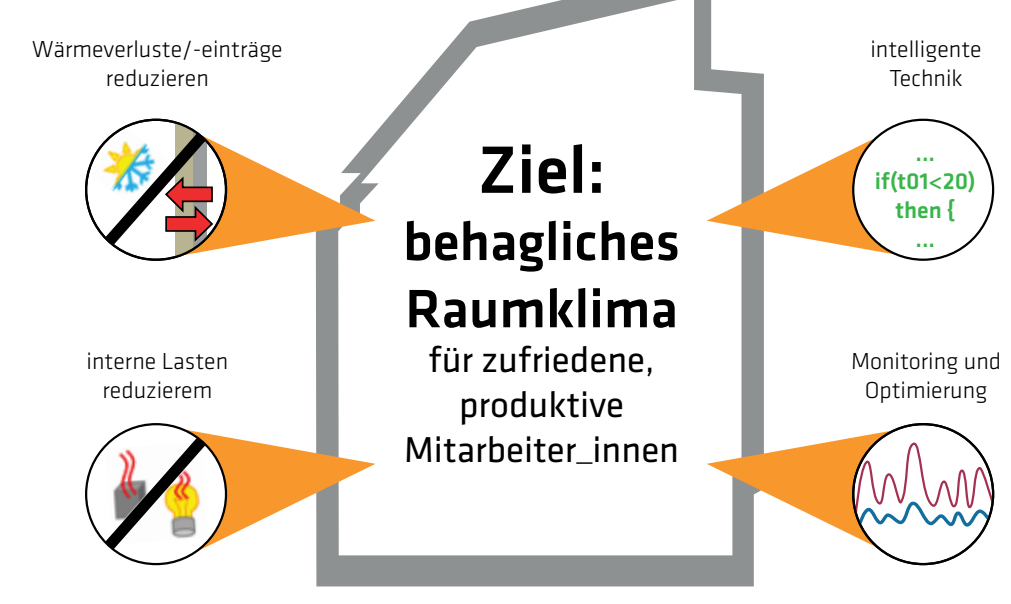 Wärmeverluste/-einträge
reduzieren
intelligente
Technik
...
if(t01<20)
then {
...
Ziel:
behagliches
Raumklima
für zufriedene,
produktive
Mitarbeiter_innen
interne Lasten
reduzierem
Monitoring und
Optimierung